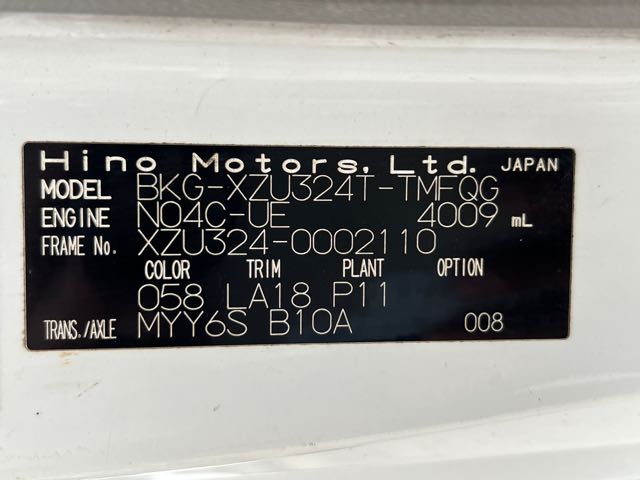 Hino Motors, Ltd. JAPAN
MODEL BKG-XZU324T-TMFQG
ENGINE N04C-UE 4009 mL
FRAME No. XZU324-0002110
COLOR TRIM PLANT OPTION
058 LA18 P11
TRANS./AXLE MYY6S B10A 008